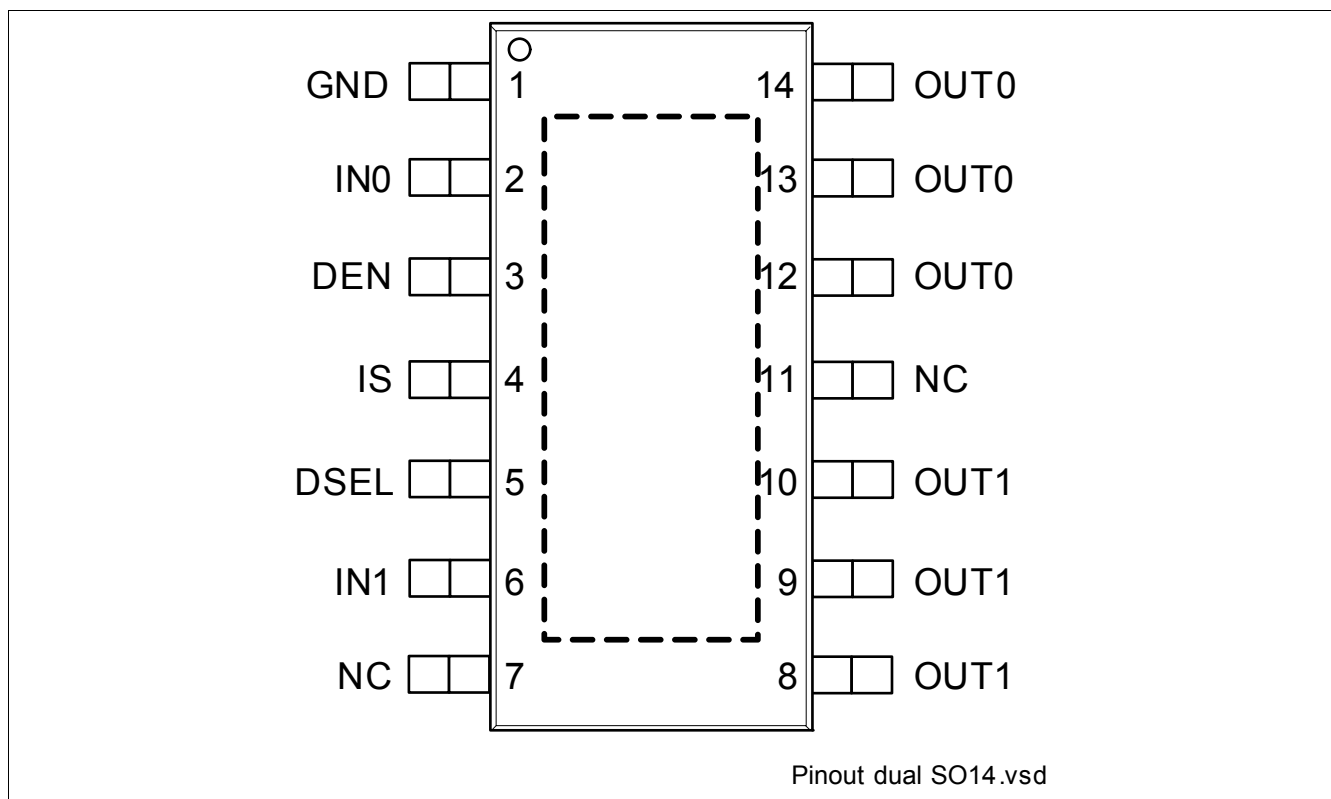 GND 1 14 OUT0
IN0 2 13 OUT0
DEN 3 12 OUT0
IS 4 11 NC
DSEL 5 10 OUT1
IN1 6 9 OUT1
NC 7 8 OUT1
Pinout dual SO14.vsd